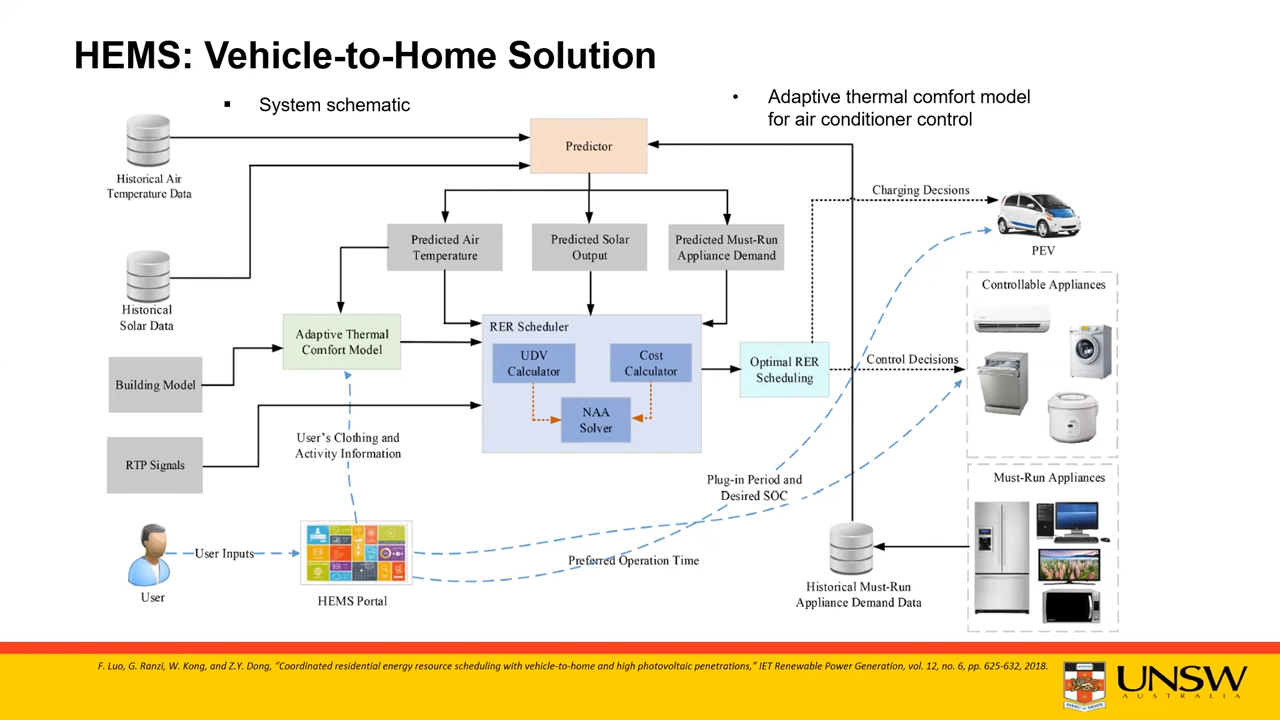 HEMS: Vehicle-to-Home Solution
▪ System schematic
• Adaptive thermal comfort model
for air conditioner control
Historical Air
Temperature Data
Predictor
Charging Decsions
PEV
Predicted Air
Temperature
Predicted Solar
Output
Predicted Must-Run
Appliance Demand
Historical
Solar Data
Controllable Appliances
Adaptive Thermal
Comfort Model
RER Scheduler
UDV
Calculator
Cost
Calculator
NAA
Solver
Optimal RER
Scheduling
Control Decisions
Building Model
RTP Signals
User's Clothing and
Activity Information
Plug-in Period and
Desired SOC
Must-Run Appliances
User Inputs
User
HEMS Portal
Preferred Operation Time
Historical Must-Run
Appliance Demand Data
F. Luo, G. Ranzi, W. Kong, and Z.Y. Dong, “Coordinated residential energy resource scheduling with vehicle-to-home and high photovoltaic penetrations,” IET Renewable Power Generation, vol. 12, no. 6, pp. 625-632, 2018.
UNSW
AUSTRALIA